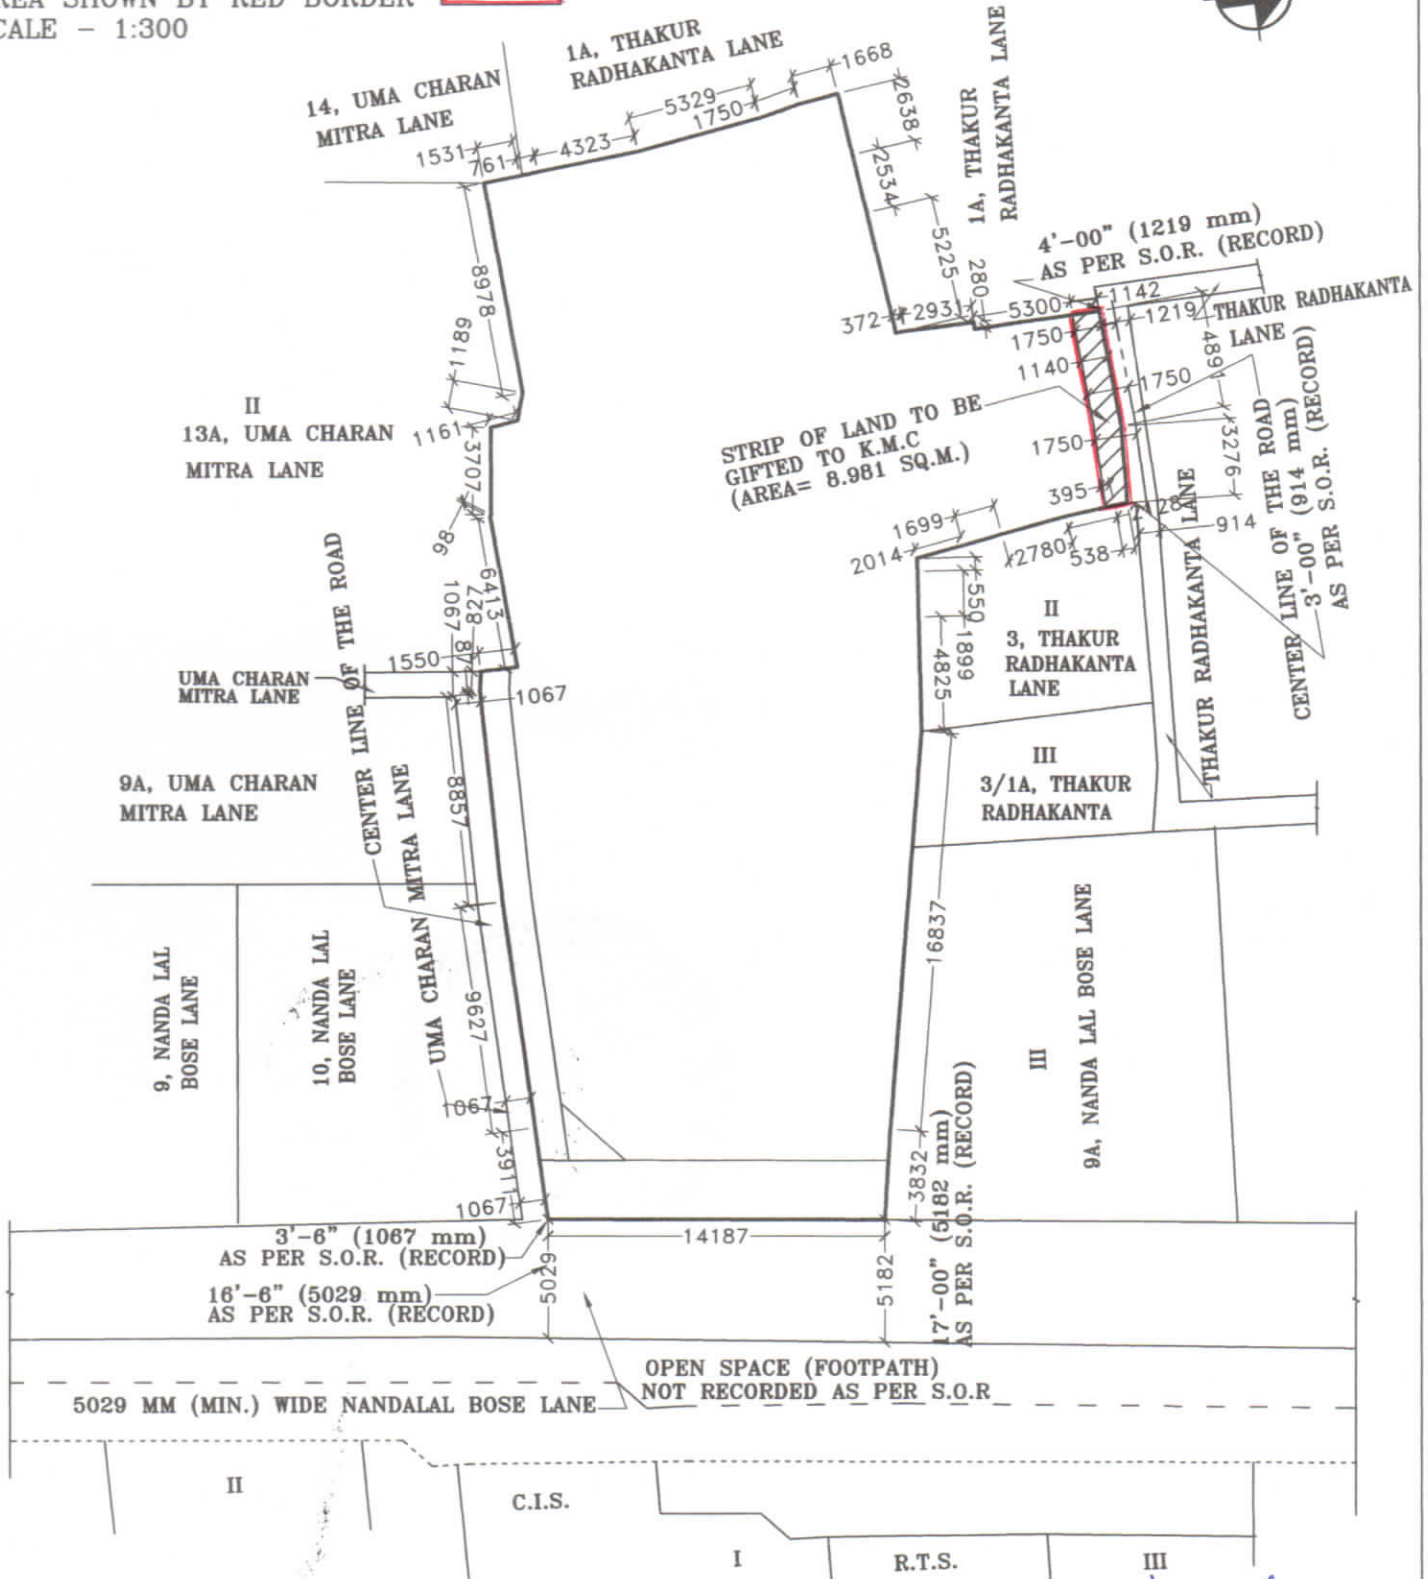 REA SHOWN BY RED BORDER
CALE - 1:300
1A, THAKUR
RADHAKANTA LANE
14, UMA CHARAN
MITRA LANE
1A, THAKUR
RADHAKANTA LANE
1668
5329
1750
4323
1531
761
2638
2534
5225
280
372
2931
5300
4'-00" (1219 mm)
AS PER S.O.R. (RECORD)
1142
1219
THAKUR RADHAKANTA
LANE
1750
1140
1750
4891
1750
3276
395
STRIP OF LAND TO BE
GIFTED TO K.M.C
(AREA= 8.981 SQ.M.)
8978
1189
1161
3707
98
6413
II
13A, UMA CHARAN
MITRA LANE
1699
2014
2780
538
914
CENTER LINE OF THE ROAD
3'-00" (914 mm)
AS PER S.O.R. (RECORD)
THAKUR RADHAKANTA LANE
550
1899
4825
II
3, THAKUR
RADHAKANTA
LANE
III
3/1A, THAKUR
RADHAKANTA
1067
728
87
1550
1067
UMA CHARAN
MITRA LANE
CENTER LINE OF THE ROAD
9A, UMA CHARAN
MITRA LANE
8857
UMA CHARAN MITRA LANE
16837
9, NANDA LAL
BOSE LANE
10, NANDA LAL
BOSE LANE
9627
III
9A, NANDA LAL BOSE LANE
1067
3911
1067
3832
3'-6" (1067 mm)
AS PER S.O.R. (RECORD)
14187
16'-6" (5029 mm)
AS PER S.O.R. (RECORD)
5029
5182
17'-00" (5182 mm)
AS PER S.O.R. (RECORD)
OPEN SPACE (FOOTPATH)
NOT RECORDED AS PER S.O.R
5029 MM (MIN.) WIDE NANDALAL BOSE LANE
II
C.I.S.
I
R.T.S.
III